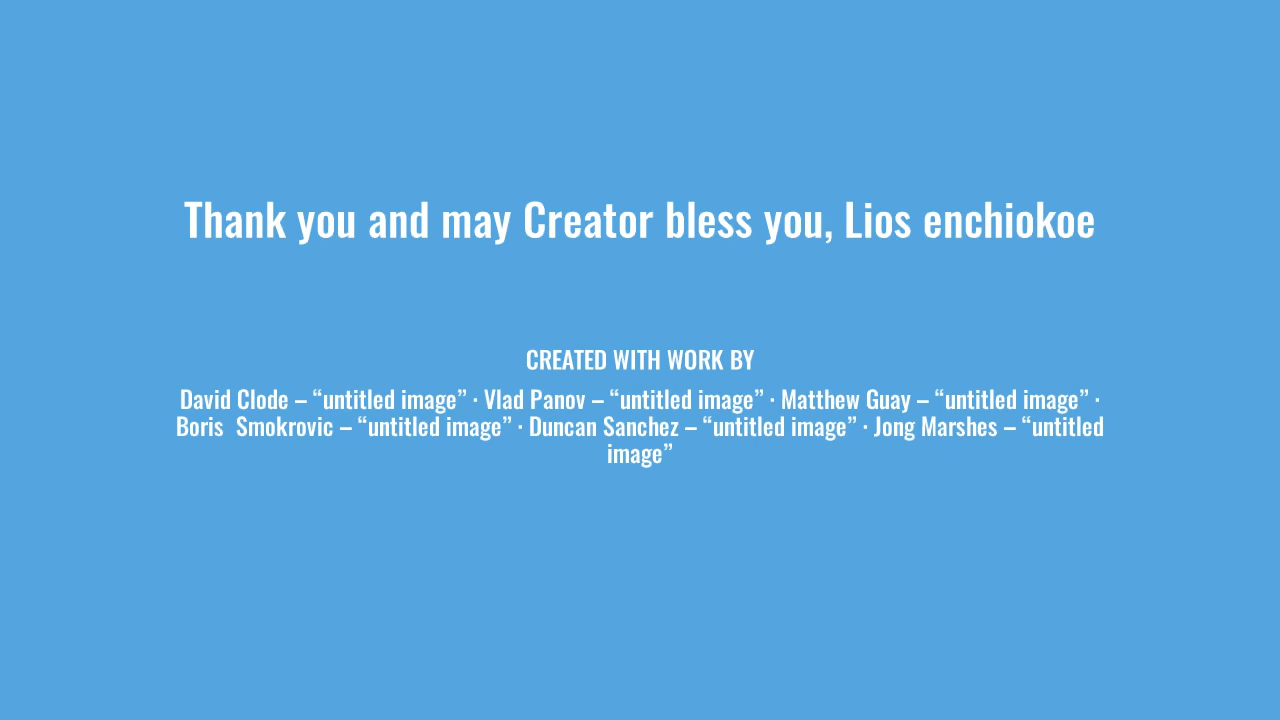 Thank you and may Creator bless you, Lios enchiokoe
CREATED WITH WORK BY
David Clode – “untitled image” · Vlad Panov – “untitled image” · Matthew Guay – “untitled image” ·
Boris  Smokrovic – “untitled image” · Duncan Sanchez – “untitled image” · Jong Marshes – “untitled
image”